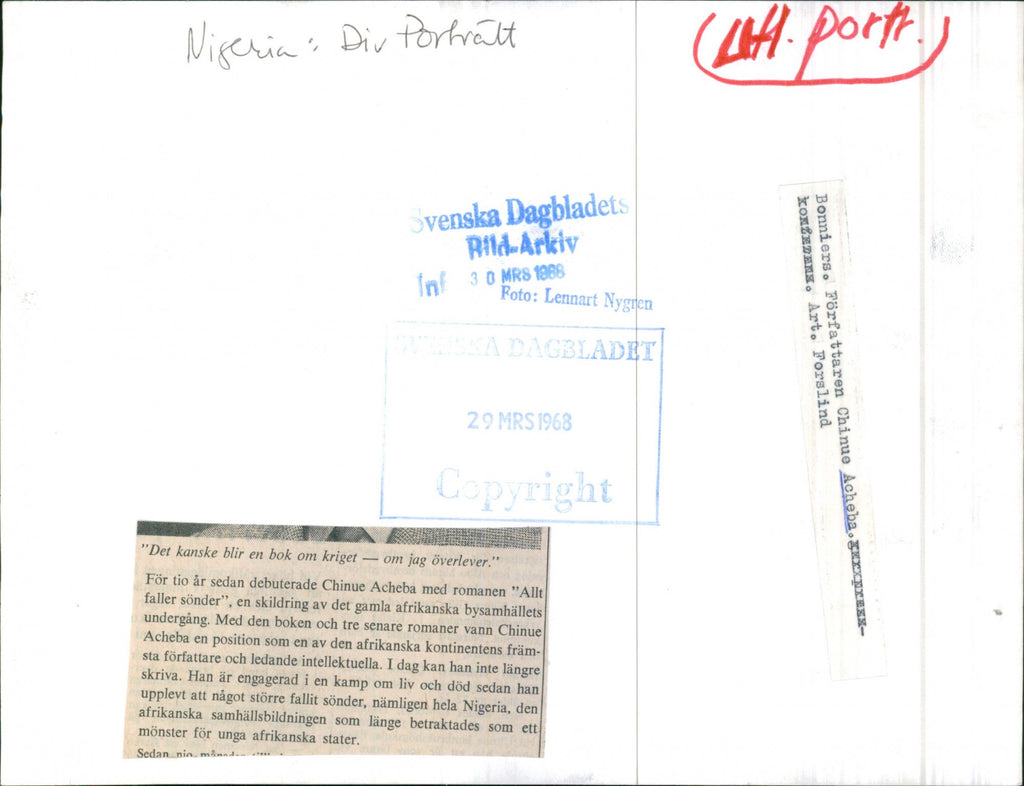 Nigeria: Div Porträtt
(Utl. portr.)
Svenska Dagbladets
Bild-Arkiv
Inf 30 MRS 1968
Foto: Lennart Nygren
SVENSKA DAGBLADET
29 MRS 1968
Copyright
Bonniers. Författaren Chinue Acheba.
Art. Forslind
"Det kanske blir en bok om kriget — om jag överlever."
För tio år sedan debuterade Chinue Acheba med romanen "Allt
faller sönder", en skildring av det gamla afrikanska bysamhällets
undergång. Med den boken och tre senare romaner vann Chinue
Acheba en position som en av den afrikanska kontinentens främ-
sta författare och ledande intellektuella. I dag kan han inte längre
skriva. Han är engagerad i en kamp om liv och död sedan han
upplevt att något större fallit sönder, nämligen hela Nigeria, den
afrikanska samhällsbildningen som länge betraktades som ett
mönster för unga afrikanska stater.
Sedan nio